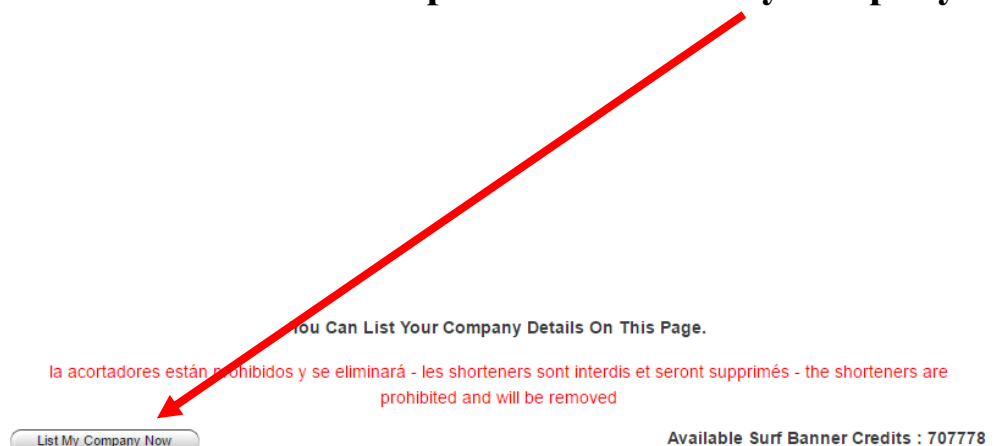 You Can List Your Company Details On This Page.
la acortadores están prohibidos y se eliminará - les shorteners sont interdis et seront supprimés - the shorteners are
prohibited and will be removed
List My Company Now
Available Surf Banner Credits : 707778